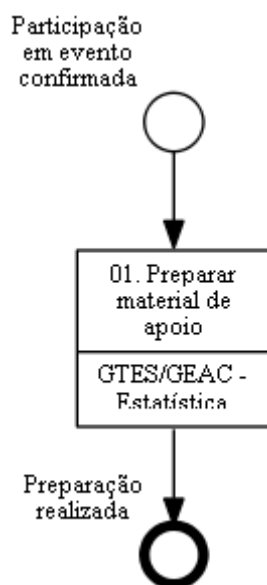 Participação
em evento
confirmada
01. Preparar
material de
apoio
GTES/GEAC -
Estatística
Preparação
realizada